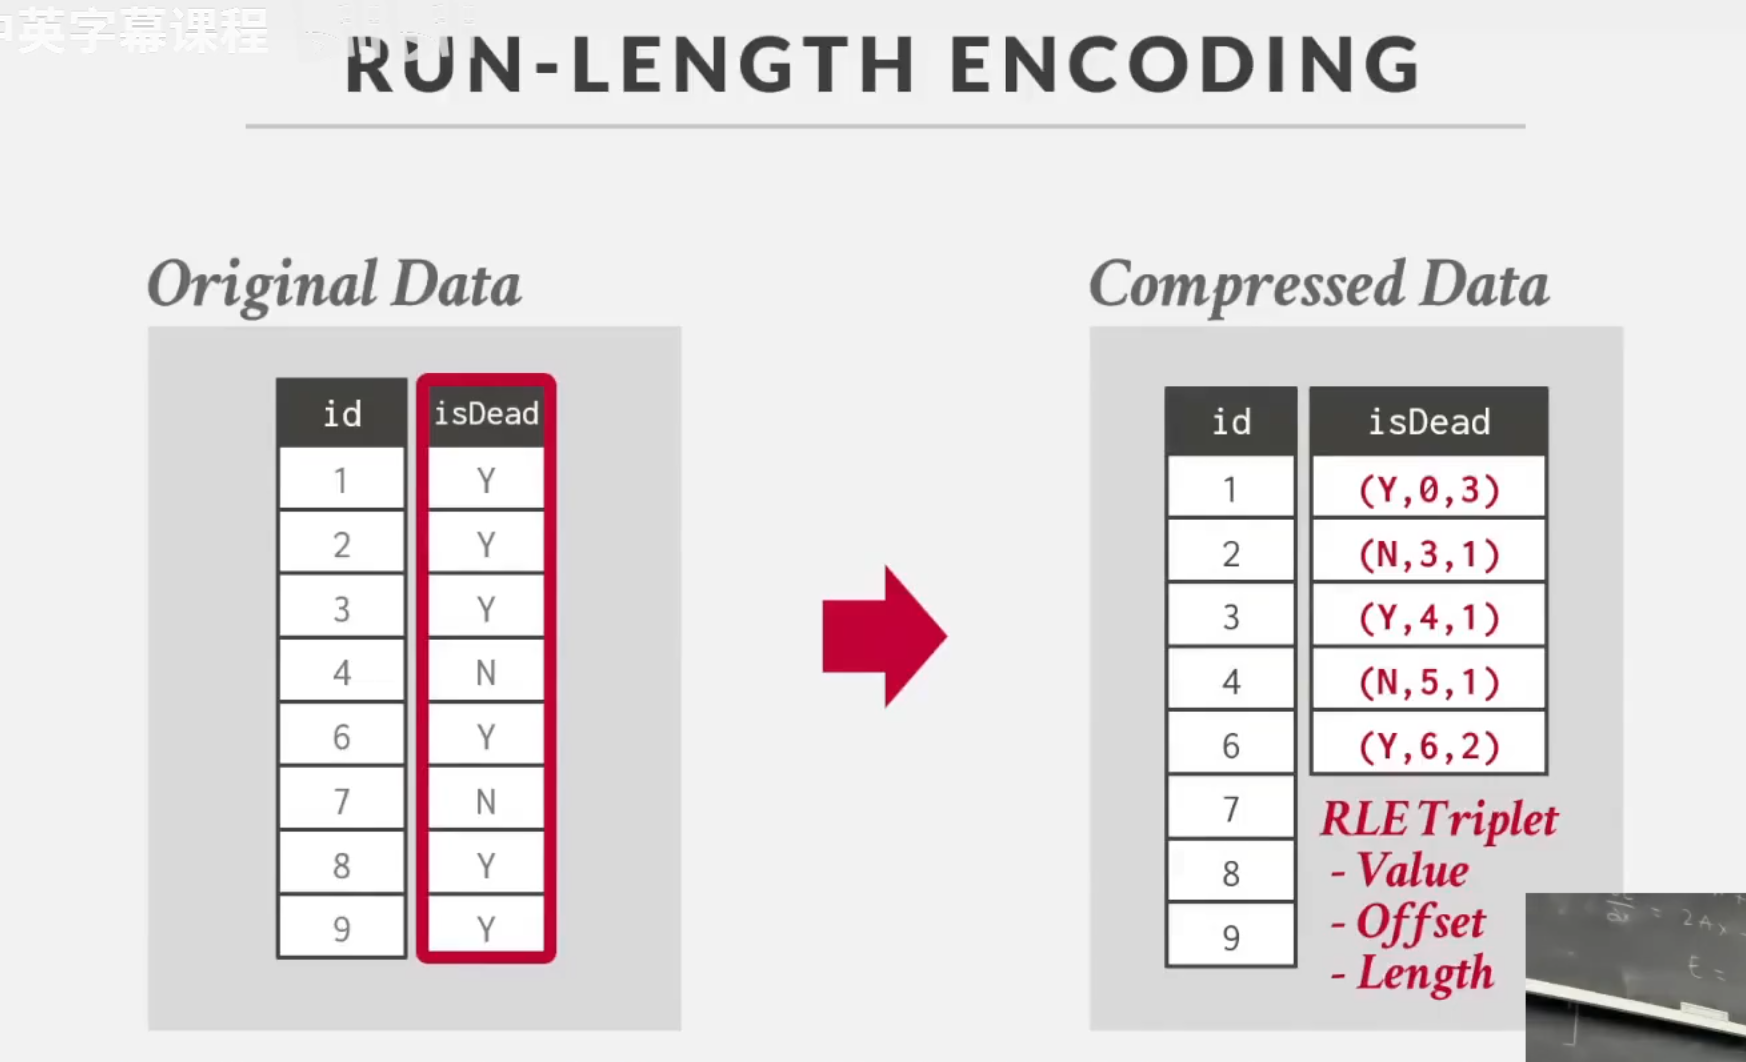 中英字幕课程
RUN-LENGTH ENCODING
Original Data
id isDead
1 Y
2 Y
3 Y
4 N
6 Y
7 N
8 Y
9 Y
Compressed Data
id isDead
1 (Y,0,3)
2 (N,3,1)
3 (Y,4,1)
4 (N,5,1)
6 (Y,6,2)
7
8
9
RLE Triplet
- Value
- Offset
- Length
= 2Ax
E =